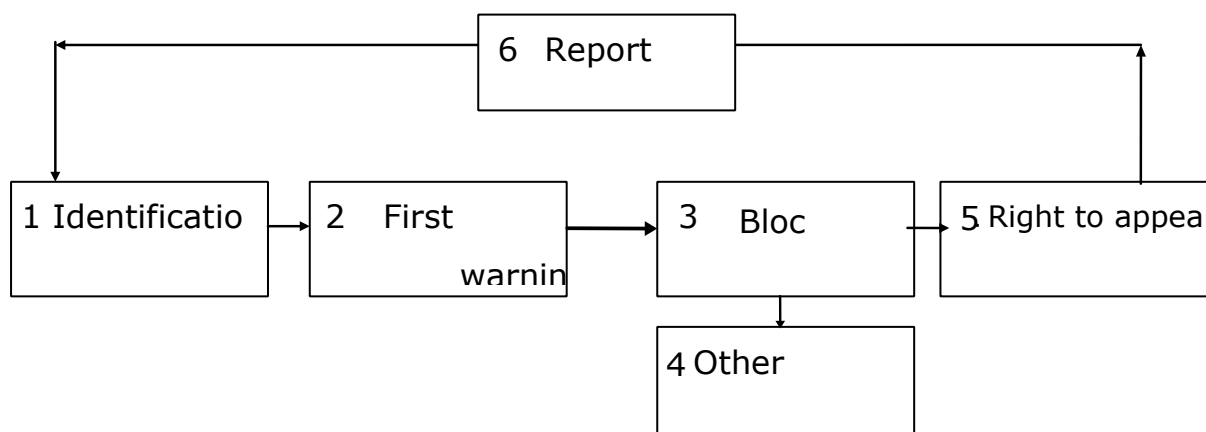 6 Report
1 Identificatio
2 First
warnin
3 Bloc
5. Right to appea
4 Other